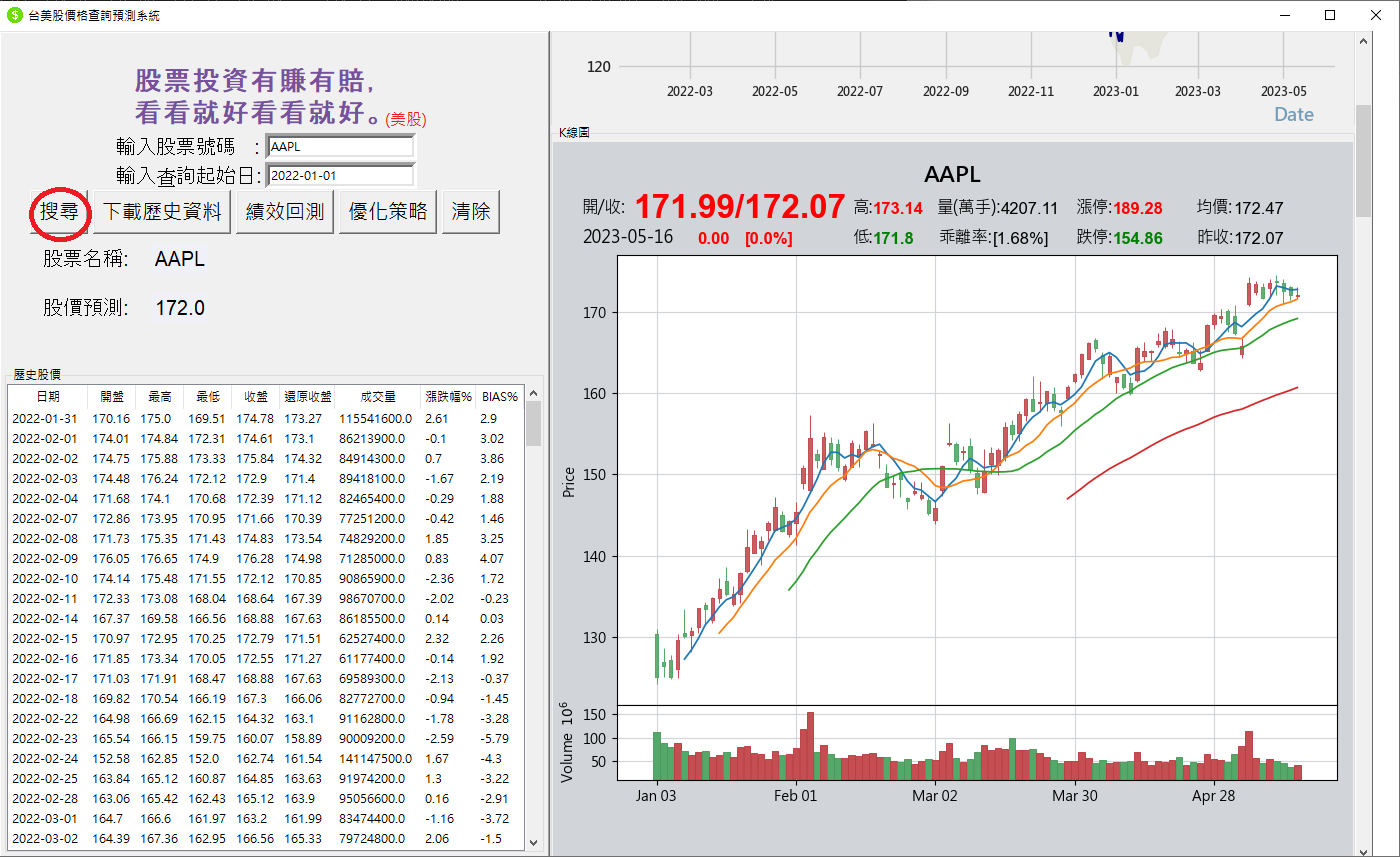 台美股價格查詢預測系統
股票投資有賺有賠,
看看就好看看就好。(美股)
輸入股票號碼 : AAPL
輸入查詢起始日: 2022-01-01
搜尋 下載歷史資料 績效回測 優化策略 清除
股票名稱: AAPL
股價預測: 172.0
歷史股價
日期 開盤 最高 最低 收盤 還原收盤 成交量 漲跌幅% BIAS%
2022-01-31 170.16 175.0 169.51 174.78 173.27 115541600.0 2.61 2.9
2022-02-01 174.01 174.84 172.31 174.61 173.1 86213900.0 -0.1 3.02
2022-02-02 174.75 175.88 173.33 175.84 174.32 84914300.0 0.7 3.86
2022-02-03 174.48 176.24 172.12 172.9 171.4 89418100.0 -1.67 2.19
2022-02-04 171.68 174.1 170.68 172.39 171.12 82465400.0 -0.29 1.88
2022-02-07 172.86 173.95 170.95 171.66 170.39 77251200.0 -0.42 1.46
2022-02-08 171.73 175.35 171.43 174.83 173.54 74829200.0 1.85 3.25
2022-02-09 176.05 176.65 174.9 176.28 174.98 71285000.0 0.83 4.07
2022-02-10 174.14 175.48 171.55 172.12 170.85 90865900.0 -2.36 1.72
2022-02-11 172.33 173.08 168.04 168.64 167.39 98670700.0 -2.02 -0.23
2022-02-14 167.37 169.58 166.56 168.88 167.63 86185500.0 0.14 0.03
2022-02-15 170.97 172.95 170.25 172.79 171.51 62527400.0 2.32 2.26
2022-02-16 171.85 173.34 170.05 172.55 171.27 61177400.0 -0.14 1.92
2022-02-17 171.03 171.91 168.47 168.88 167.63 69589300.0 -2.13 -0.37
2022-02-18 169.82 170.54 166.19 167.3 166.06 82772700.0 -0.94 -1.45
2022-02-22 164.98 166.69 162.15 164.32 163.1 91162800.0 -1.78 -3.28
2022-02-23 165.54 166.15 159.75 160.07 158.89 90009200.0 -2.59 -5.79
2022-02-24 152.58 162.85 152.0 162.74 161.54 141147500.0 1.67 -4.3
2022-02-25 163.84 165.12 160.87 164.85 163.63 91974200.0 1.3 -3.22
2022-02-28 163.06 165.42 162.43 165.12 163.9 95056600.0 0.16 -2.91
2022-03-01 164.7 166.6 161.97 163.2 161.99 83474400.0 -1.16 -3.72
2022-03-02 164.39 167.36 162.95 166.56 165.33 79724800.0 2.06 -1.5
120
2022-03 2022-05 2022-07 2022-09 2022-11 2023-01 2023-03 2023-05
Date
K線圖
AAPL
開/收: 171.99/172.07 高:173.14 量(萬手):4207.11 漲停:189.28 均價:172.47
2023-05-16 0.00 [0.0%] 低:171.8 乖離率:[1.68%] 跌停:154.86 昨收:172.07
170
160
150
140
130
Price
150
100
50
Volume 10⁶
Jan 03 Feb 01 Mar 02 Mar 30 Apr 28